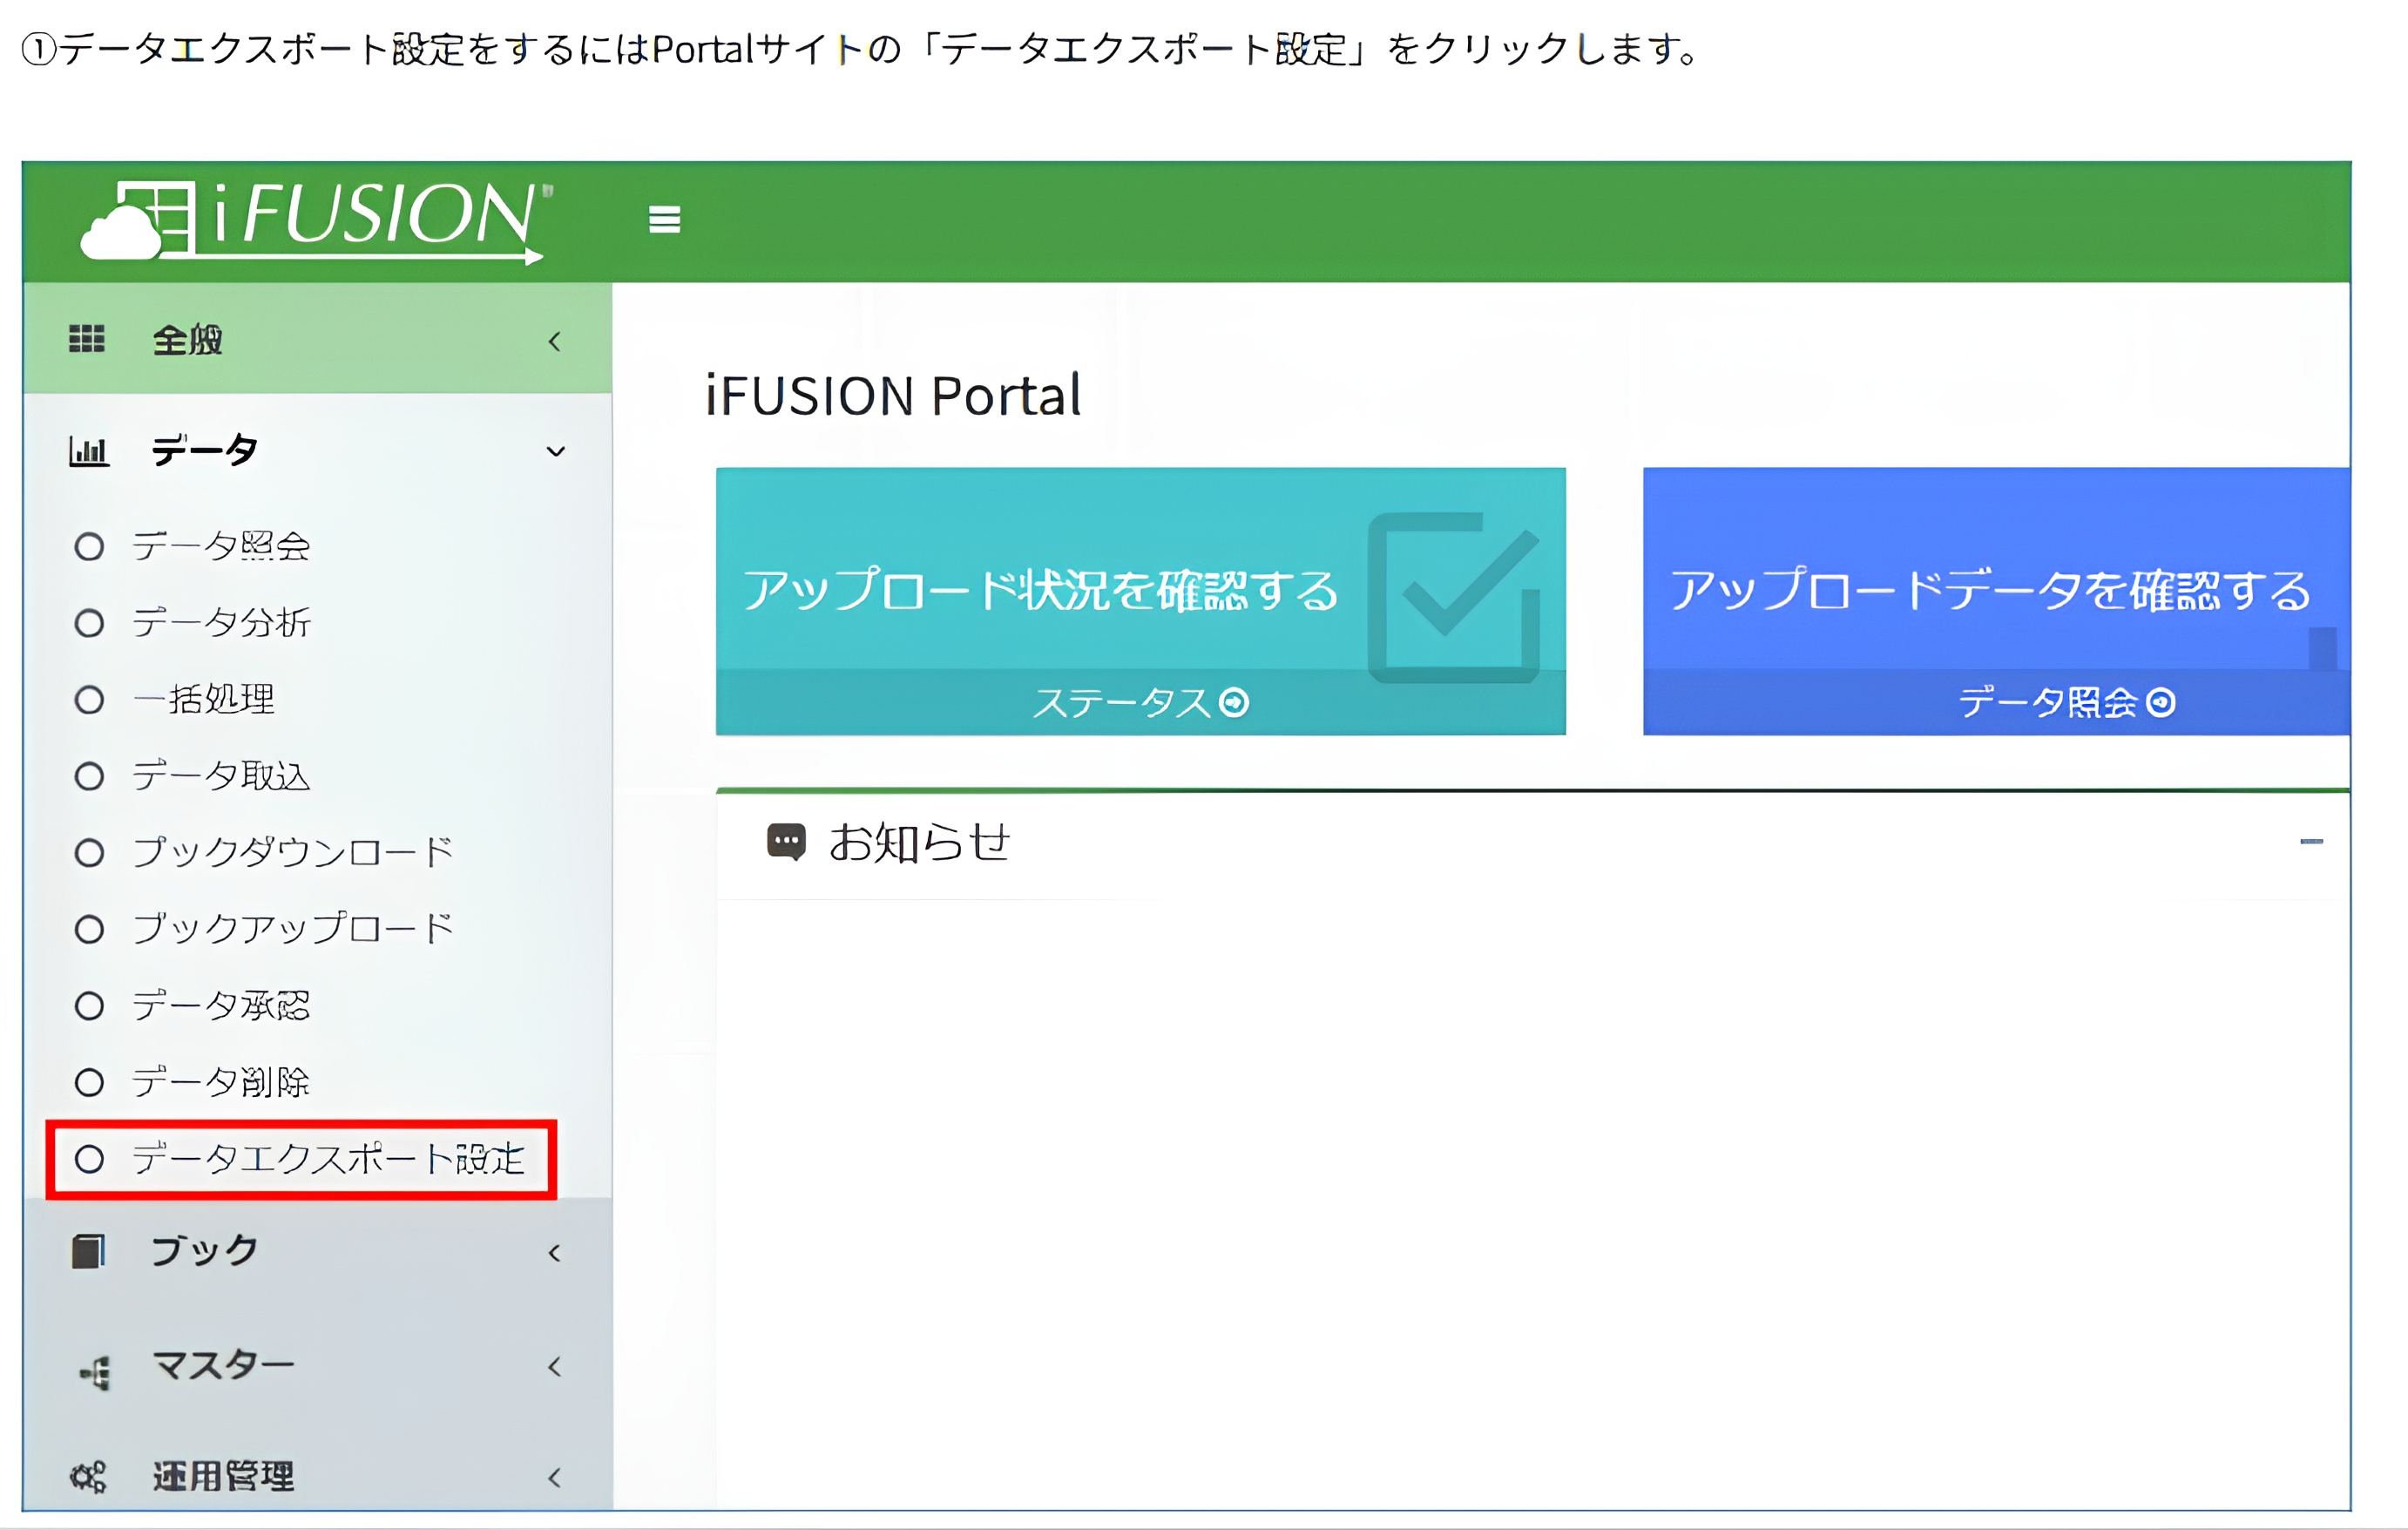 ①データエクスポート設定をするにはPortalサイトの「データエクスポート設定」をクリックします。
iFUSION
全般
データ
データ照会
データ分析
一括処理
データ取込
ブックダウンロード
ブックアップロード
データ承認
データ削除
データエクスポート設定
ブック
マスター
運用管理
iFUSION Portal
アップロード状況を確認する
ステータス
アップロードデータを確認する
データ照会
お知らせ